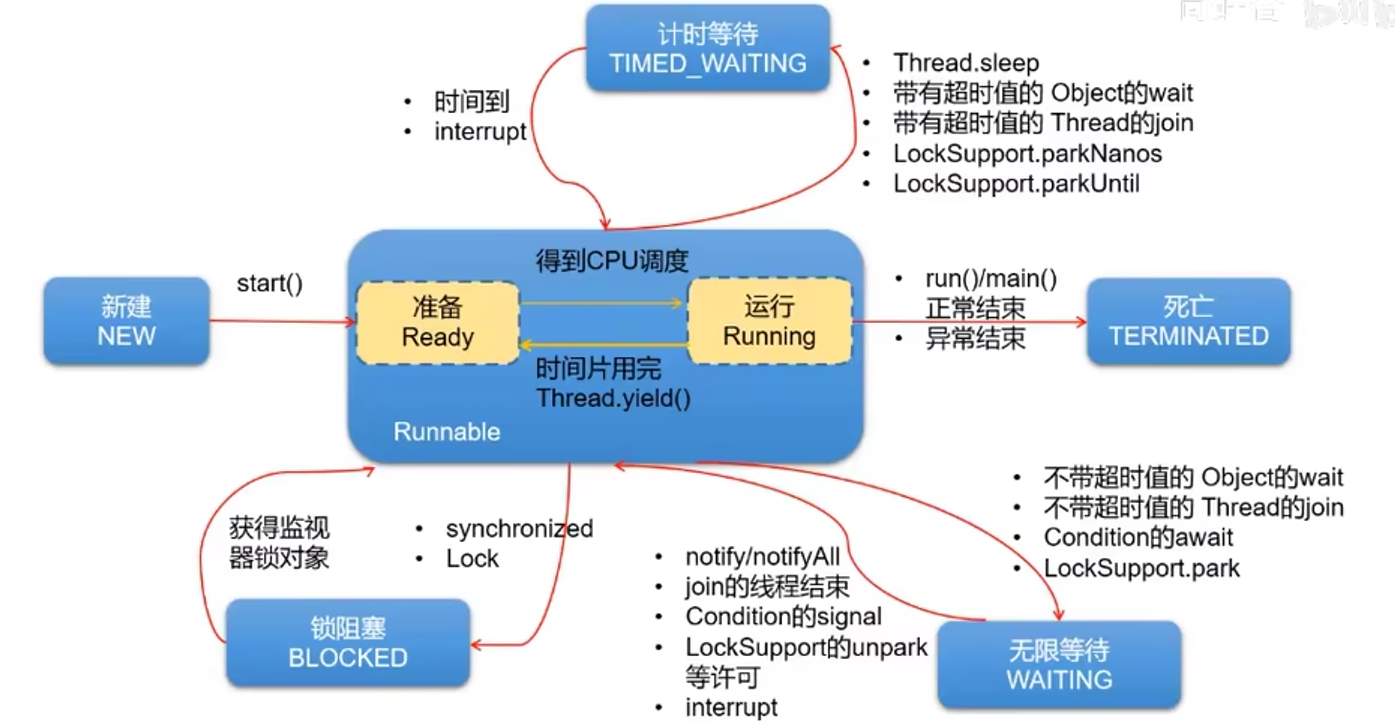 计时等待
TIMED_WAITING
• 时间到
• interrupt
• Thread.sleep
• 带有超时值的 Object的wait
• 带有超时值的 Thread的join
• LockSupport.parkNanos
• LockSupport.parkUntil
新建
NEW
start()
得到CPU调度
准备
Ready
运行
Running
时间片用完
Thread.yield()
Runnable
• run()/main()
正常结束
• 异常结束
死亡
TERMINATED
获得监视
器锁对象
• synchronized
• Lock
锁阻塞
BLOCKED
• notify/notifyAll
• join的线程结束
• Condition的signal
• LockSupport的unpark
等许可
• interrupt
• 不带超时值的 Object的wait
• 不带超时值的 Thread的join
• Condition的await
• LockSupport.park
无限等待
WAITING